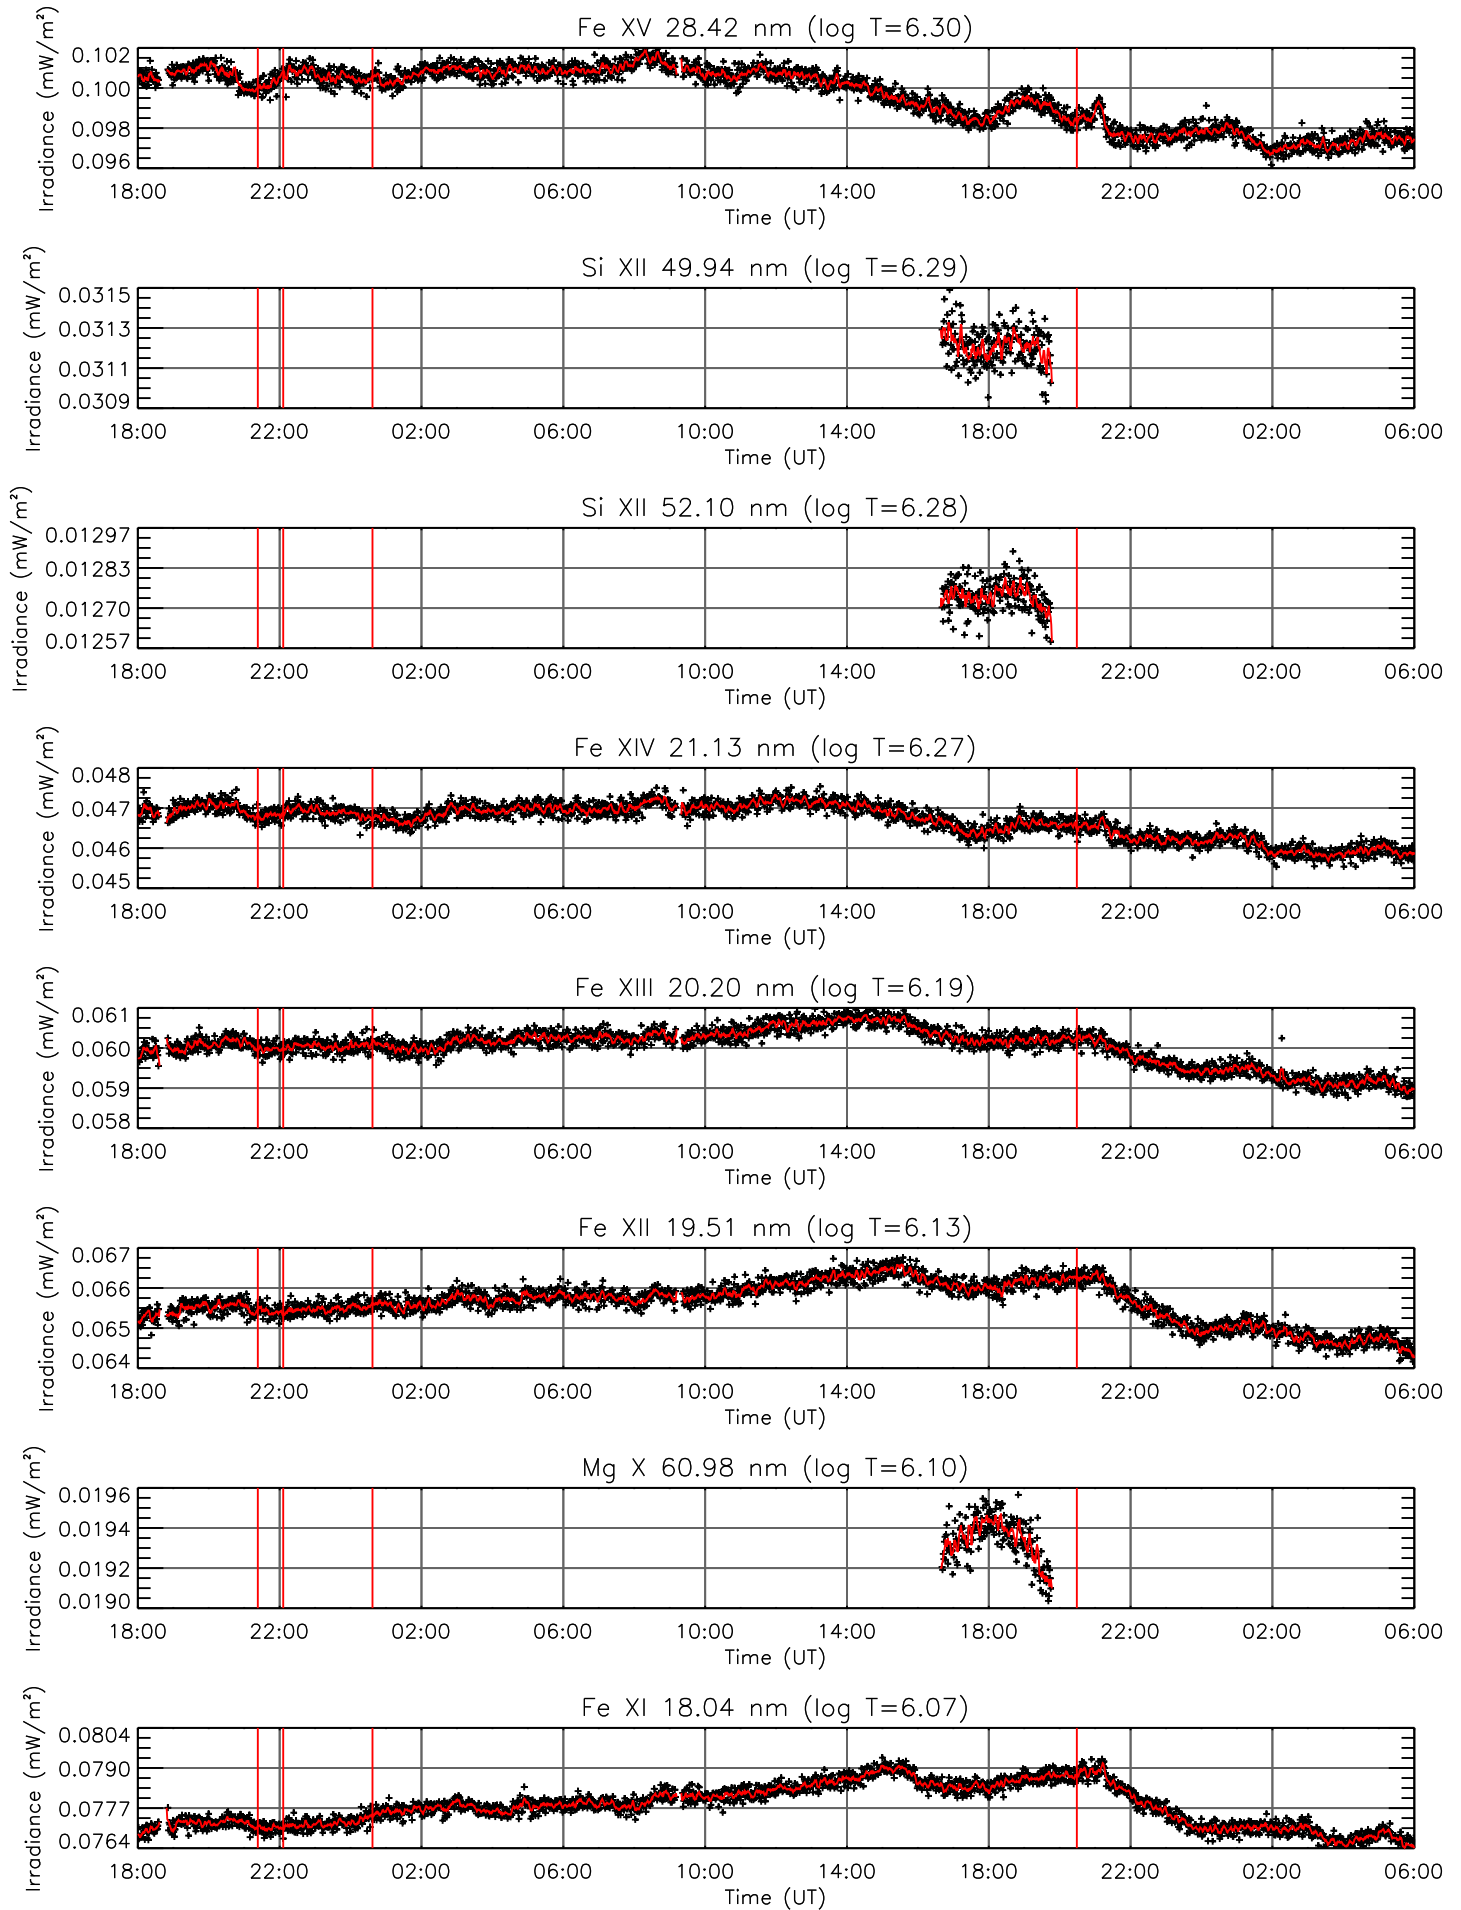 Fe XV 28.42 nm (log T=6.30)
Irradiance (mW/m²)
0.102
0.100
0.098
0.096
18:00 22:00 02:00 06:00 10:00 14:00 18:00 22:00 02:00 06:00
Time (UT)
Si XII 49.94 nm (log T=6.29)
Irradiance (mW/m²)
0.0315
0.0313
0.0311
0.0309
18:00 22:00 02:00 06:00 10:00 14:00 18:00 22:00 02:00 06:00
Time (UT)
Si XII 52.10 nm (log T=6.28)
Irradiance (mW/m²)
0.01297
0.01283
0.01270
0.01257
18:00 22:00 02:00 06:00 10:00 14:00 18:00 22:00 02:00 06:00
Time (UT)
Fe XIV 21.13 nm (log T=6.27)
Irradiance (mW/m²)
0.048
0.047
0.046
0.045
18:00 22:00 02:00 06:00 10:00 14:00 18:00 22:00 02:00 06:00
Time (UT)
Fe XIII 20.20 nm (log T=6.19)
Irradiance (mW/m²)
0.061
0.060
0.059
0.058
18:00 22:00 02:00 06:00 10:00 14:00 18:00 22:00 02:00 06:00
Time (UT)
Fe XII 19.51 nm (log T=6.13)
Irradiance (mW/m²)
0.067
0.066
0.065
0.064
18:00 22:00 02:00 06:00 10:00 14:00 18:00 22:00 02:00 06:00
Time (UT)
Mg X 60.98 nm (log T=6.10)
Irradiance (mW/m²)
0.0196
0.0194
0.0192
0.0190
18:00 22:00 02:00 06:00 10:00 14:00 18:00 22:00 02:00 06:00
Time (UT)
Fe XI 18.04 nm (log T=6.07)
Irradiance (mW/m²)
0.0804
0.0790
0.0777
0.0764
18:00 22:00 02:00 06:00 10:00 14:00 18:00 22:00 02:00 06:00
Time (UT)